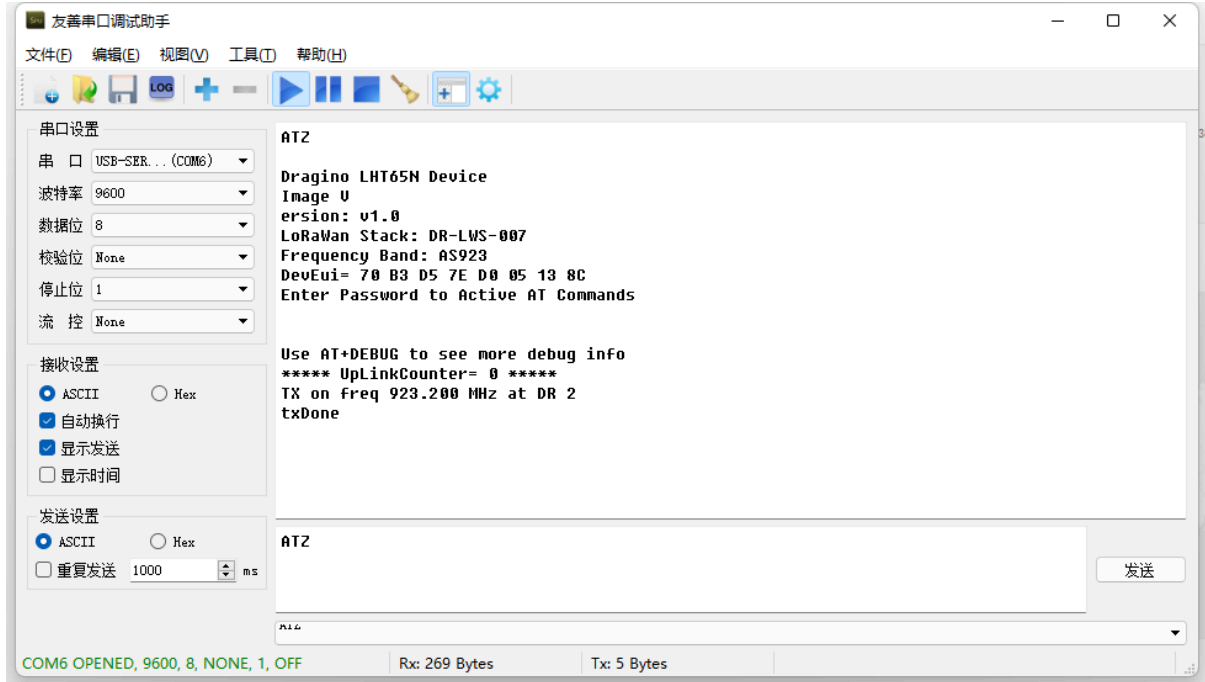 友善串口调试助手
文件(F) 编辑(E) 视图(V) 工具(T) 帮助(H)
LOG
串口设置
串 口 USB-SER...(COM6)
波特率 9600
数据位 8
校验位 None
停止位 1
流 控 None
接收设置
ASCII Hex
自动换行
显示发送
显示时间
发送设置
ASCII Hex
重复发送 1000 ms
ATZ
Dragino LHT65N Device
Image V
ersion: v1.0
LoRaWan Stack: DR-LWS-007
Frequency Band: AS923
DevEui= 70 B3 D5 7E D0 05 13 8C
Enter Password to Active AT Commands
Use AT+DEBUG to see more debug info
***** UpLinkCounter= 0 *****
TX on freq 923.200 MHz at DR 2
txDone
ATZ
发送
ATZ
COM6 OPENED, 9600, 8, NONE, 1, OFF Rx: 269 Bytes Tx: 5 Bytes